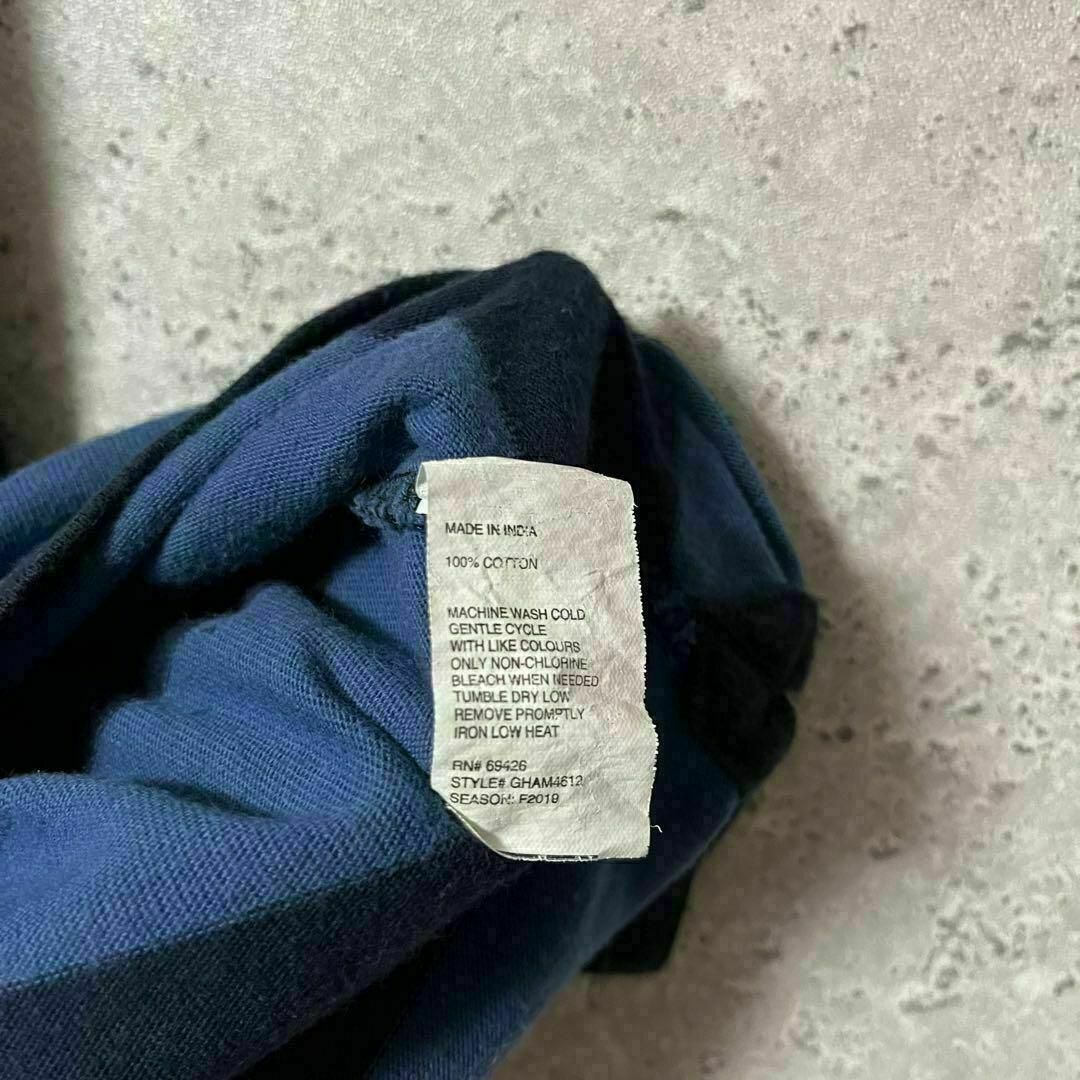 MADE IN INDIA
100% COTTON
MACHINE WASH COLD
GENTLE CYCLE
WITH LIKE COLOURS
ONLY NON-CHLORINE
BLEACH WHEN NEEDED
TUMBLE DRY LOW
REMOVE PROMPTLY
IRON LOW HEAT
RN# 69426
STYLE# GHAM4612
SEASON: F2019